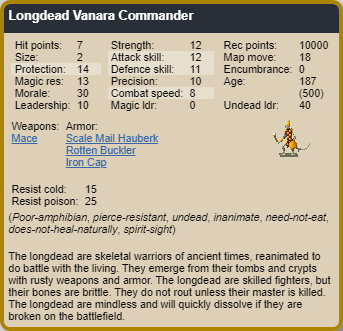 Longdead Vanara Commander
Hit points: 7 Strength: 12 Rec points: 10000
Size: 2 Attack skill: 12 Map move: 18
Protection: 14 Defence skill: 11 Encumbrance: 0
Magic res: 13 Precision: 10 Age: 187
Morale: 30 Combat speed: 8 (500)
Leadership: 10 Magic ldr: 0 Undead ldr: 40
Weapons: Armor:
Mace Scale Mail Hauberk
Rotten Buckler
Iron Cap
Resist cold: 15
Resist poison: 25
(Poor-amphibian, pierce-resistant, undead, inanimate, need-not-eat,
does-not-heal-naturally, spirit-sight)
The longdead are skeletal warriors of ancient times, reanimated to
do battle with the living. They emerge from their tombs and crypts
with rusty weapons and armor. The longdead are skilled fighters, but
their bones are brittle. They do not rout unless their master is killed.
The longdead are mindless and will quickly dissolve if they are
broken on the battlefield.